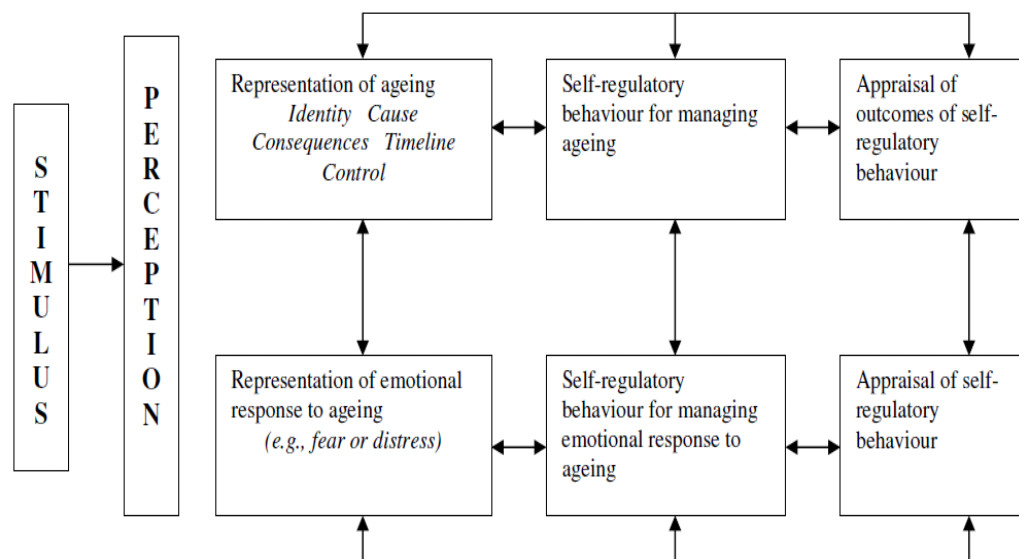 STIMULUS
PERCEPTION
Representation of ageing
Identity Cause
Consequences Timeline
Control
Self-regulatory
behaviour for managing
ageing
Appraisal of
outcomes of self-
regulatory
behaviour
Representation of emotional
response to ageing
(e.g., fear or distress)
Self-regulatory
behaviour for managing
emotional response to
ageing
Appraisal of self-
regulatory
behaviour